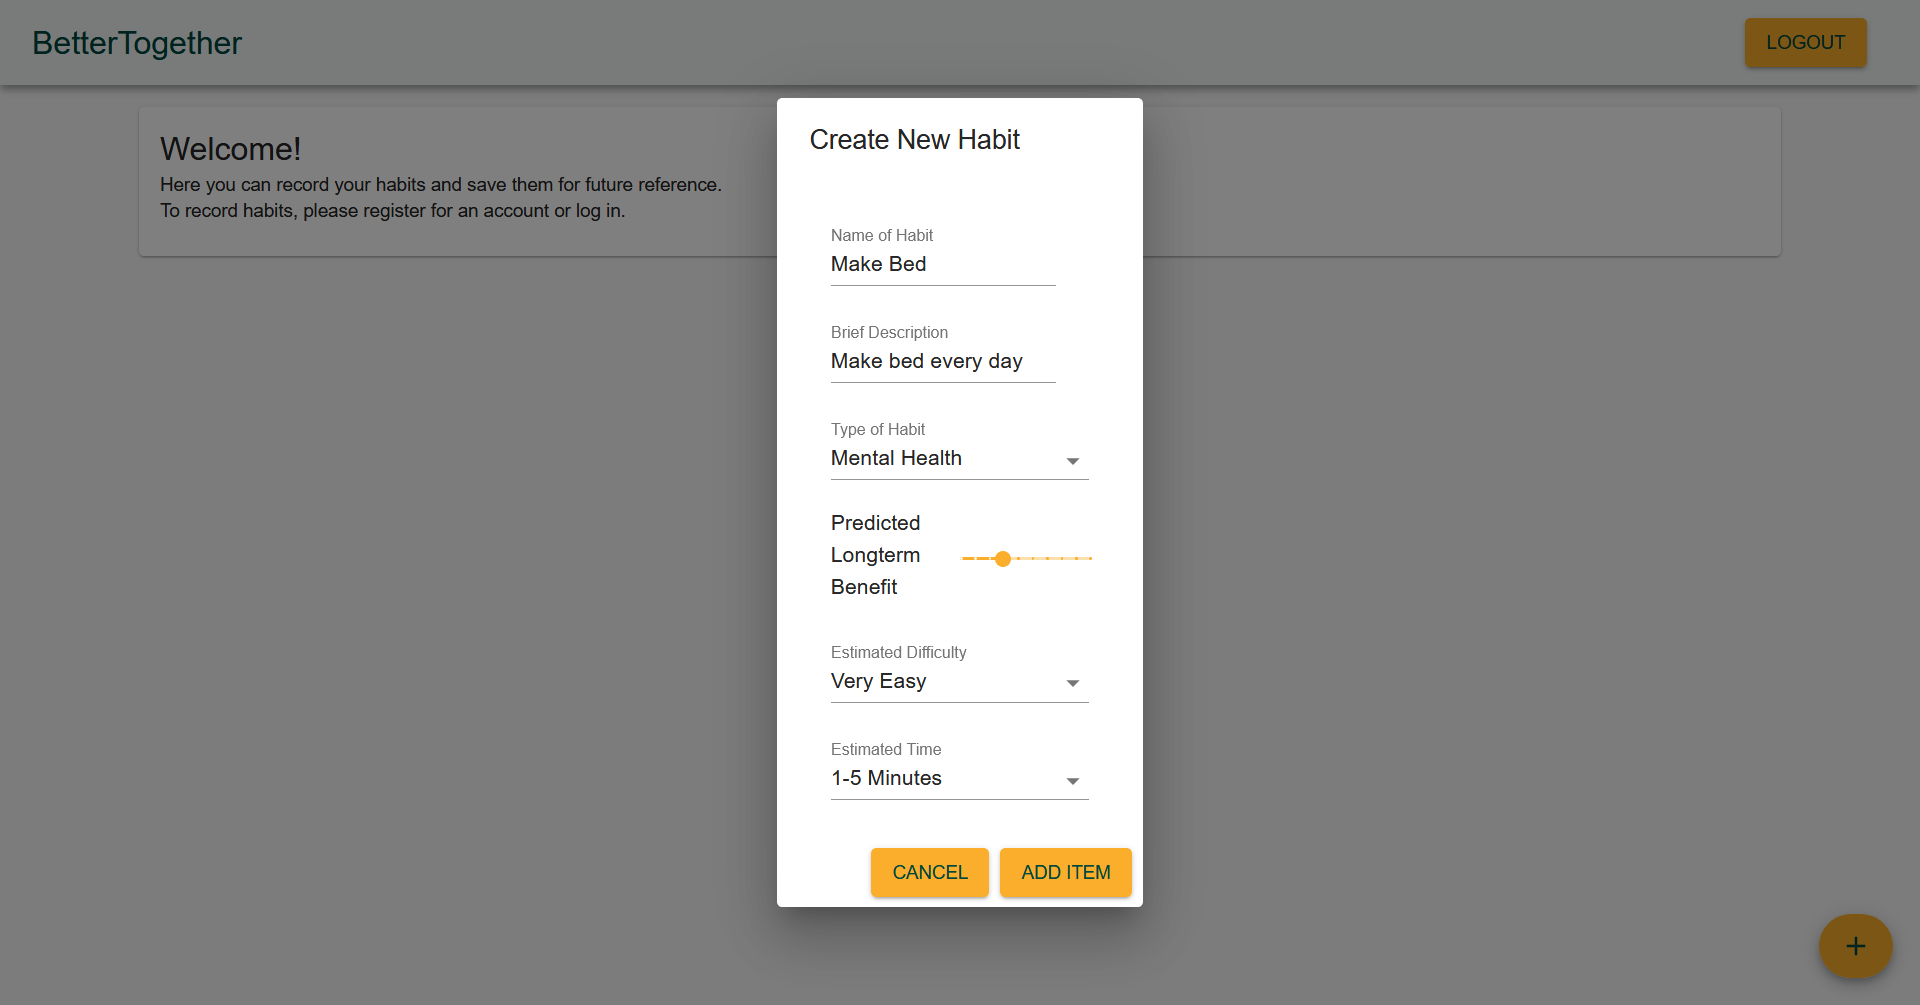 BetterTogether
LOGOUT
Welcome!
Here you can record your habits and save them for future reference.
To record habits, please register for an account or log in.
Create New Habit
Name of Habit
Make Bed
Brief Description
Make bed every day
Type of Habit
Mental Health
Predicted
Longterm
Benefit
Estimated Difficulty
Very Easy
Estimated Time
1-5 Minutes
CANCEL
ADD ITEM
+